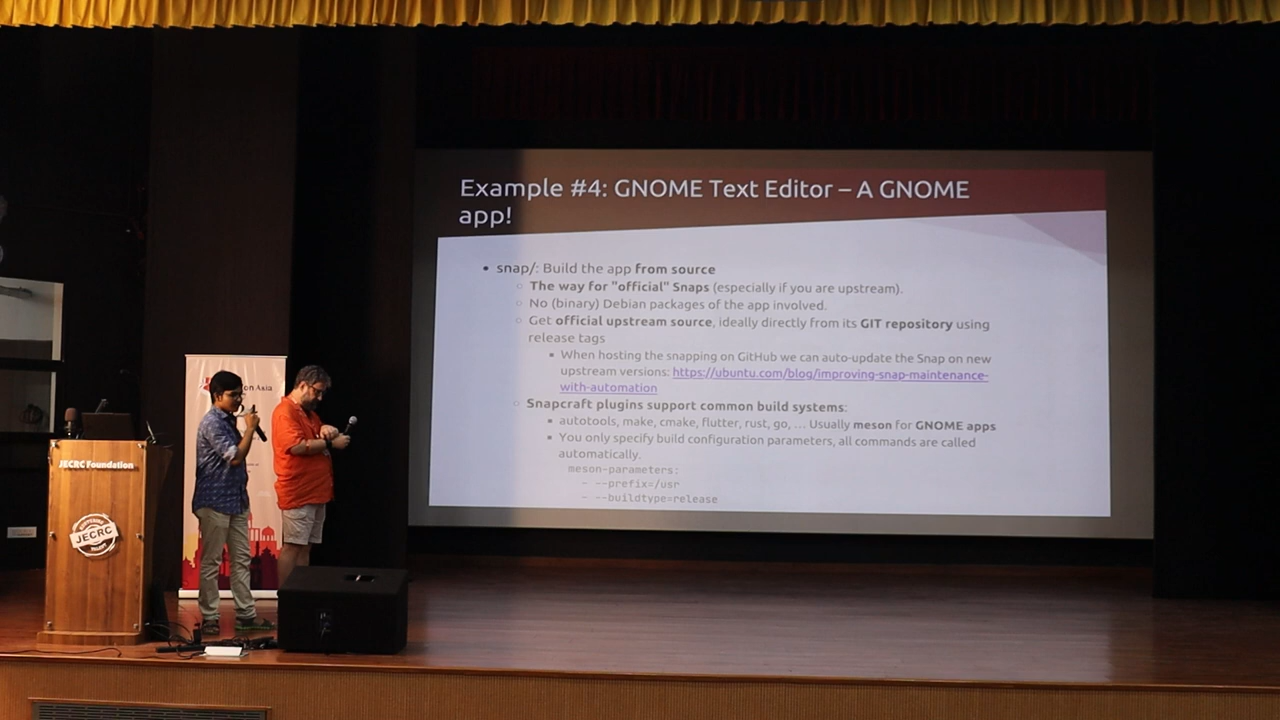 Example #4: GNOME Text Editor – A GNOME
app!
• snap/: Build the app from source
○ The way for "official" Snaps (especially if you are upstream).
○ No (binary) Debian packages of the app involved.
○ Get official upstream source, ideally directly from its GIT repository using
release tags
▪ When hosting the snapping on GitHub we can auto-update the Snap on new
upstream versions: https://ubuntu.com/blog/improving-snap-maintenance-
with-automation
○ Snapcraft plugins support common build systems:
▪ autotools, make, cmake, flutter, rust, go, … Usually meson for GNOME apps
▪ You only specify build configuration parameters, all commands are called
automatically.
meson-parameters:
- --prefix=/usr
- --buildtype=release
on Asia
JECRC Foundation
JECRC